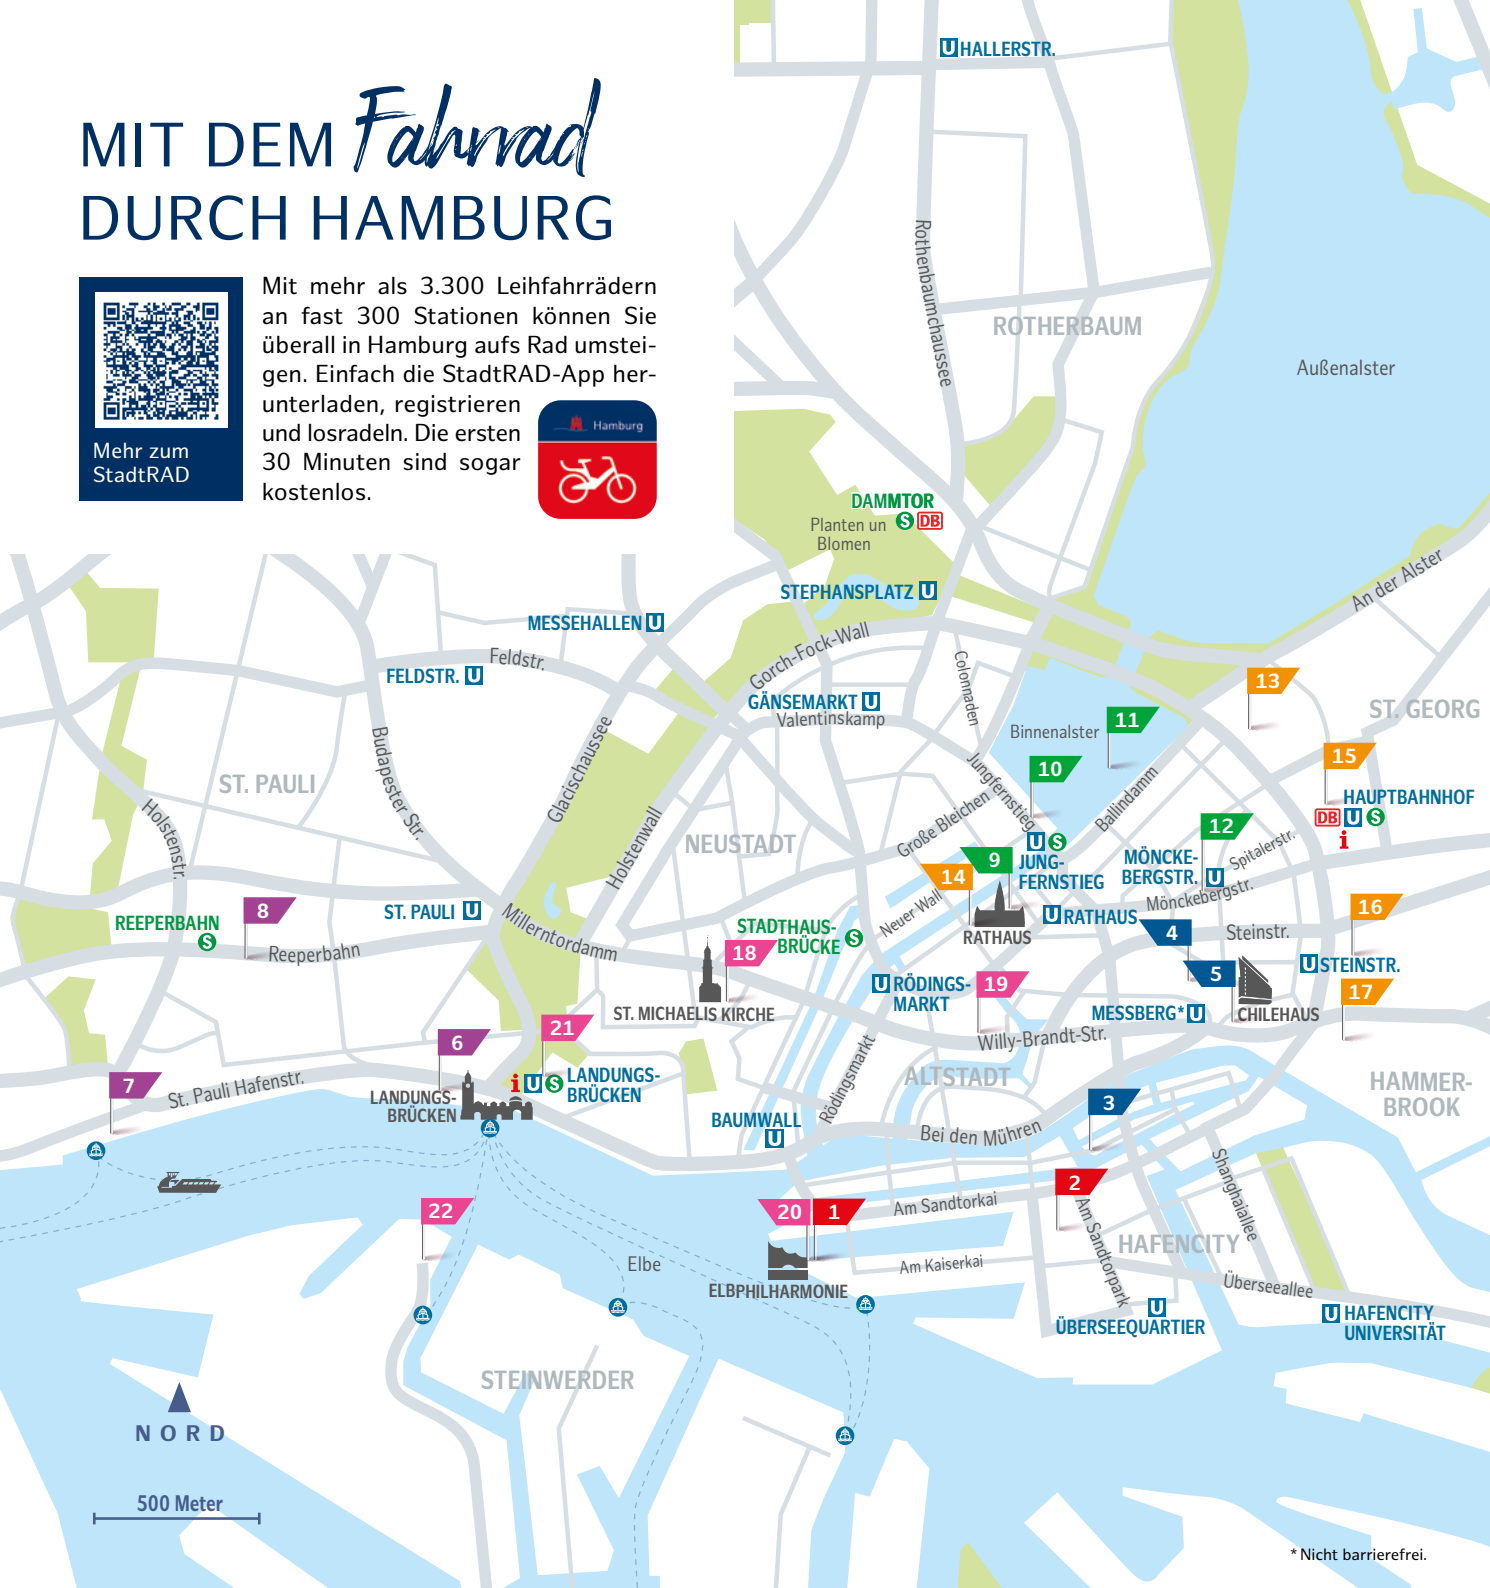 MIT DEM Fahrrad
DURCH HAMBURG
Mit mehr als 3.300 Leihfahrrädern
an fast 300 Stationen können Sie
überall in Hamburg aufs Rad umstei-
gen. Einfach die StadtRAD-App her-
unterladen, registrieren
und losradeln. Die ersten
30 Minuten sind sogar
kostenlos.
Mehr zum
StadtRAD
Hamburg
U HALLERSTR.
Rothenbaumchaussee
ROTHERBAUM
Außenalster
DAMMTOR
S DB
Planten un
Blomen
STEPHANSPLATZ U
An der Alster
MESSEHALLEN U
Feldstr.
FELDSTR. U
Gorch-Fock-Wall
Colonnaden
GÄNSEMARKT U
Valentinskamp
13
ST. GEORG
11
Binnenalster
10
Jungfernstieg
Ballindamm
15
HAUPTBAHNHOF
DB U S
i
Budapester Str.
Glacischaussee
Holstenwall
ST. PAULI
Holstenstr.
NEUSTADT
Große Bleichen
U S
JUNG-
FERNSTIEG
9
14
12
MÖNCKE-
BERGSTR. U
Spitalerstr.
Mönckebergstr.
Neuer Wall
RATHAUS
U RATHAUS
16
8
REEPERBAHN
S
Reeperbahn
ST. PAULI U
Millerntordamm
STADTHAUS-
BRÜCKE S
18
ST. MICHAELIS KIRCHE
4
Steinstr.
5
U STEINSTR.
U RÖDINGS-
MARKT
19
17
MESSBERG* U
CHILEHAUS
Willy-Brandt-Str.
21
6
i U S LANDUNGS-
BRÜCKEN
LANDUNGS-
BRÜCKEN
7
St. Pauli Hafenstr.
Rödingsmarkt
ALTSTADT
HAMMER-
BROOK
3
BAUMWALL
U
Bei den Mühren
Shanghaiallee
2
22
20
1
Am Sandtorkai
Am Sandtorpark
HAFENCITY
Elbe
Am Kaiserkai
ELBPHILHARMONIE
Überseeallee
U
ÜBERSEEQUARTIER
U HAFENCITY
UNIVERSITÄT
STEINWERDER
NORD
500 Meter
* Nicht barrierefrei.